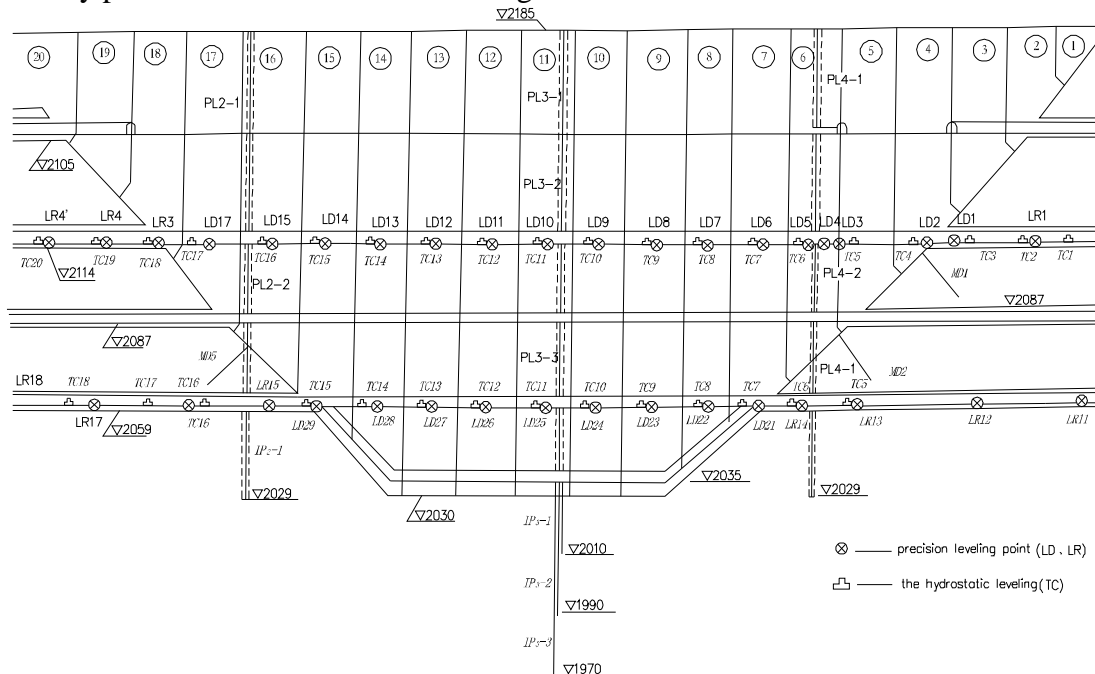 ▽2185
20 19 18 17 16 15 14 13 12 11 10 9 8 7 6 5 4 3 2 1
PL2-1 PL3-1 PL4-1
▽2105
PL3-2
LR4' LR4 LR3 LD17 LD15 LD14 LD13 LD12 LD11 LD10 LD9 LD8 LD7 LD6 LD5 LD4 LD3 LD2 LD1 LR1
TC20 TC19 TC18 TC17 TC16 TC15 TC14 TC13 TC12 TC11 TC10 TC9 TC8 TC7 TC6 TC5 TC4 TC3 TC2 TC1
▽2114 PL2-2 PL4-2 MD1
▽2087
▽2087
MD5 PL3-3 PL4-1 MD2
LR18 TC18 TC17 TC16 LR15 TC15 TC14 TC13 TC12 TC11 TC10 TC9 TC8 TC7 TC6 TC5
LR17 TC16 LD29 LD28 LD27 LD26 LD25 LD24 LD23 LD22 LD21 LR14 LR13 LR12 LR11
▽2059
IP2-1
▽2029 ▽2035 ▽2029
▽2030
IP3-1
▽2010
precision leveling point (LD、LR)
IP3-2
the hydrostatic leveling(TC)
▽1990
IP3-3
▽1970